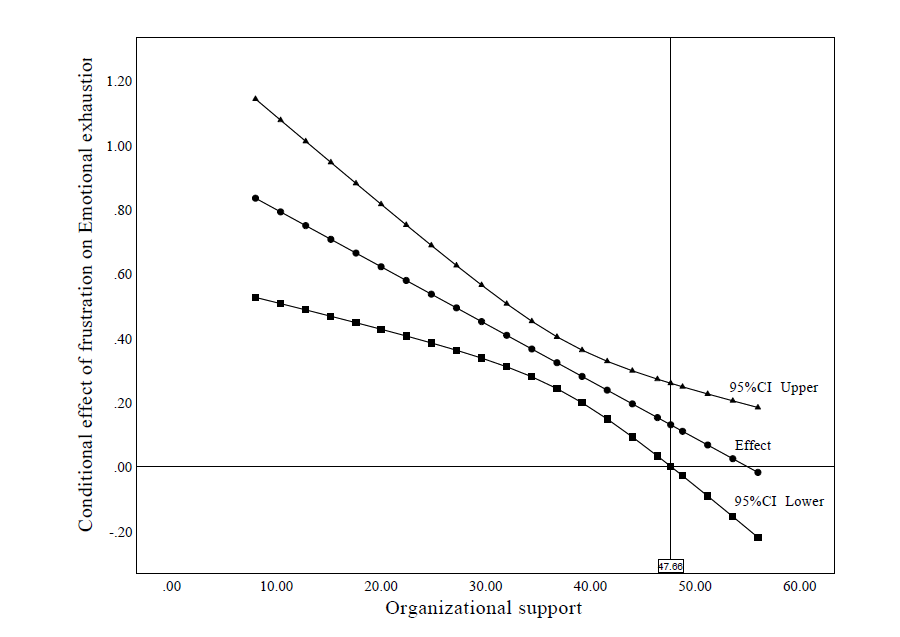 Conditional effect of frustration on Emotional exhaustion
1.20
1.00
.80
.60
.40
.20
.00
-.20
95%CI Upper
Effect
95%CI Lower
47.66
.00 10.00 20.00 30.00 40.00 50.00 60.00
Organizational support